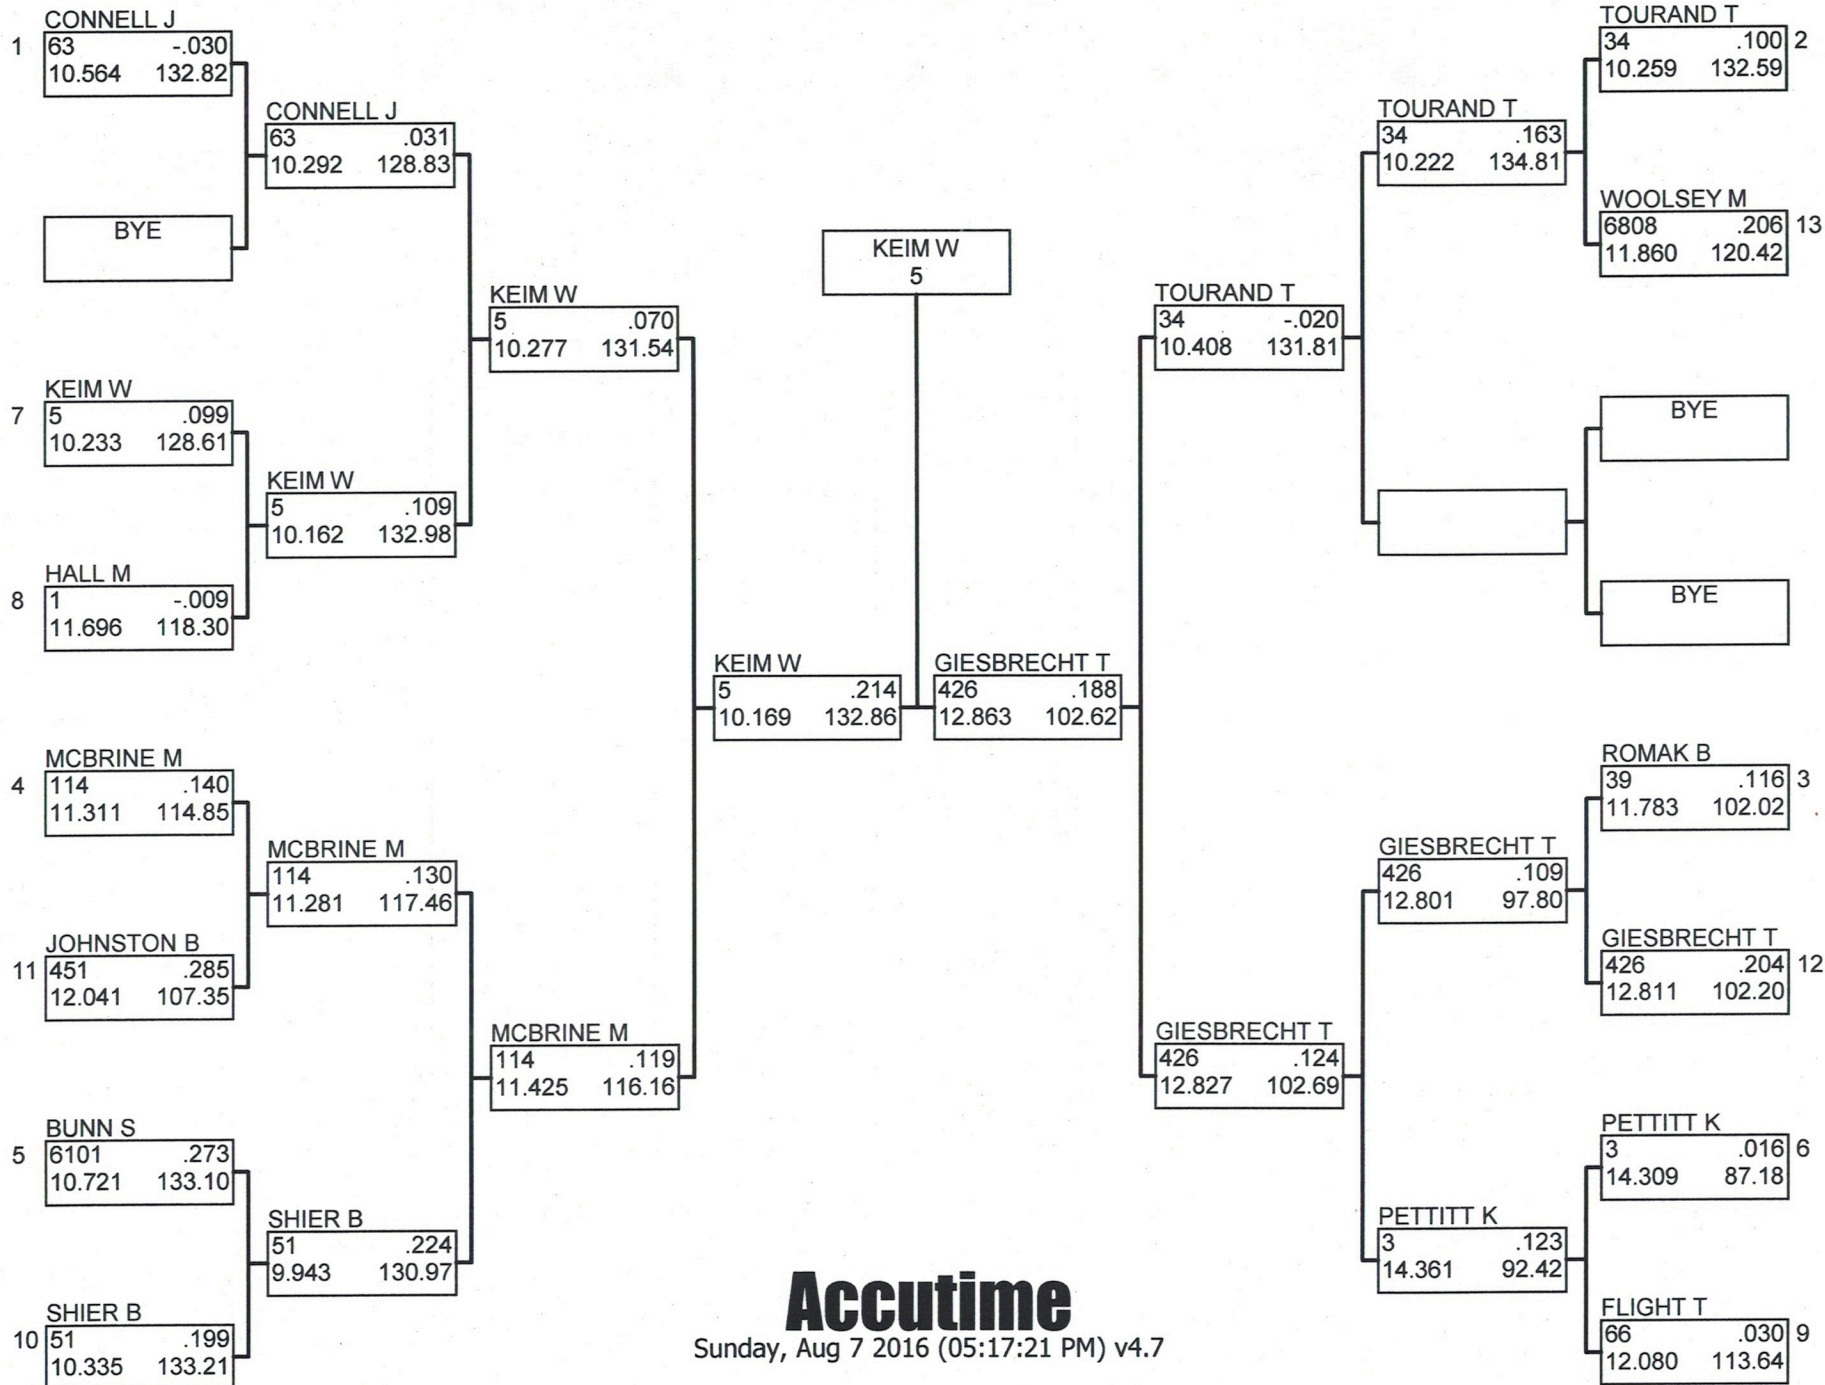 CONNELL J
1
63 -.030
10.564 132.82
BYE
KEIM W
7
5 .099
10.233 128.61
HALL M
8
1 -.009
11.696 118.30
MCBRINE M
4
114 .140
11.311 114.85
JOHNSTON B
11
451 .285
12.041 107.35
BUNN S
5
6101 .273
10.721 133.10
SHIER B
10
51 .199
10.335 133.21
CONNELL J
63 .031
10.292 128.83
KEIM W
5 .109
10.162 132.98
MCBRINE M
114 .130
11.281 117.46
SHIER B
51 .224
9.943 130.97
KEIM W
5 .070
10.277 131.54
MCBRINE M
114 .119
11.425 116.16
KEIM W
5 .214
10.169 132.86
KEIM W
5
GIESBRECHT T
426 .188
12.863 102.62
TOURAND T
34 -.020
10.408 131.81
GIESBRECHT T
426 .124
12.827 102.69
TOURAND T
34 .163
10.222 134.81
GIESBRECHT T
426 .109
12.801 97.80
PETTITT K
3 .123
14.361 92.42
TOURAND T
34 .100 2
10.259 132.59
WOOLSEY M
6808 .206 13
11.860 120.42
BYE
BYE
ROMAK B
39 .116 3
11.783 102.02
GIESBRECHT T
426 .204 12
12.811 102.20
PETTITT K
3 .016 6
14.309 87.18
FLIGHT T
66 .030 9
12.080 113.64
Accutime
Sunday, Aug 7 2016 (05:17:21 PM) v4.7